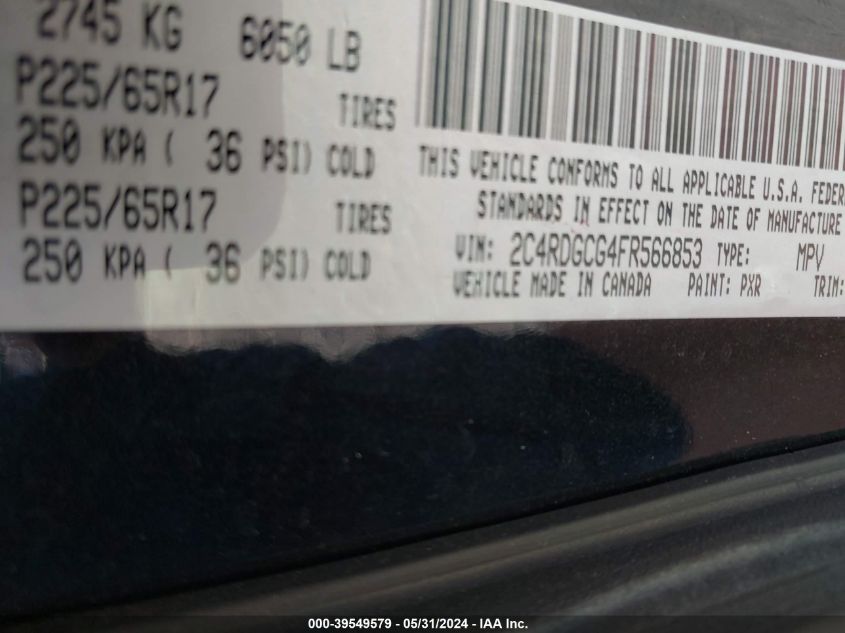 2745 KG 6050 LB
P225/65R17 TIRES
250 KPA ( 36 PSI) COLD
P225/65R17 TIRES
250 KPA ( 36 PSI) COLD
THIS VEHICLE CONFORMS TO ALL APPLICABLE U.S.A. FEDER
STANDARDS IN EFFECT ON THE DATE OF MANUFACTURE
VIN: 2C4RDGCG4FR566853 TYPE: MPV
VEHICLE MADE IN CANADA PAINT: PXR TRIM:
000-39549579 - 05/31/2024 - IAA Inc.